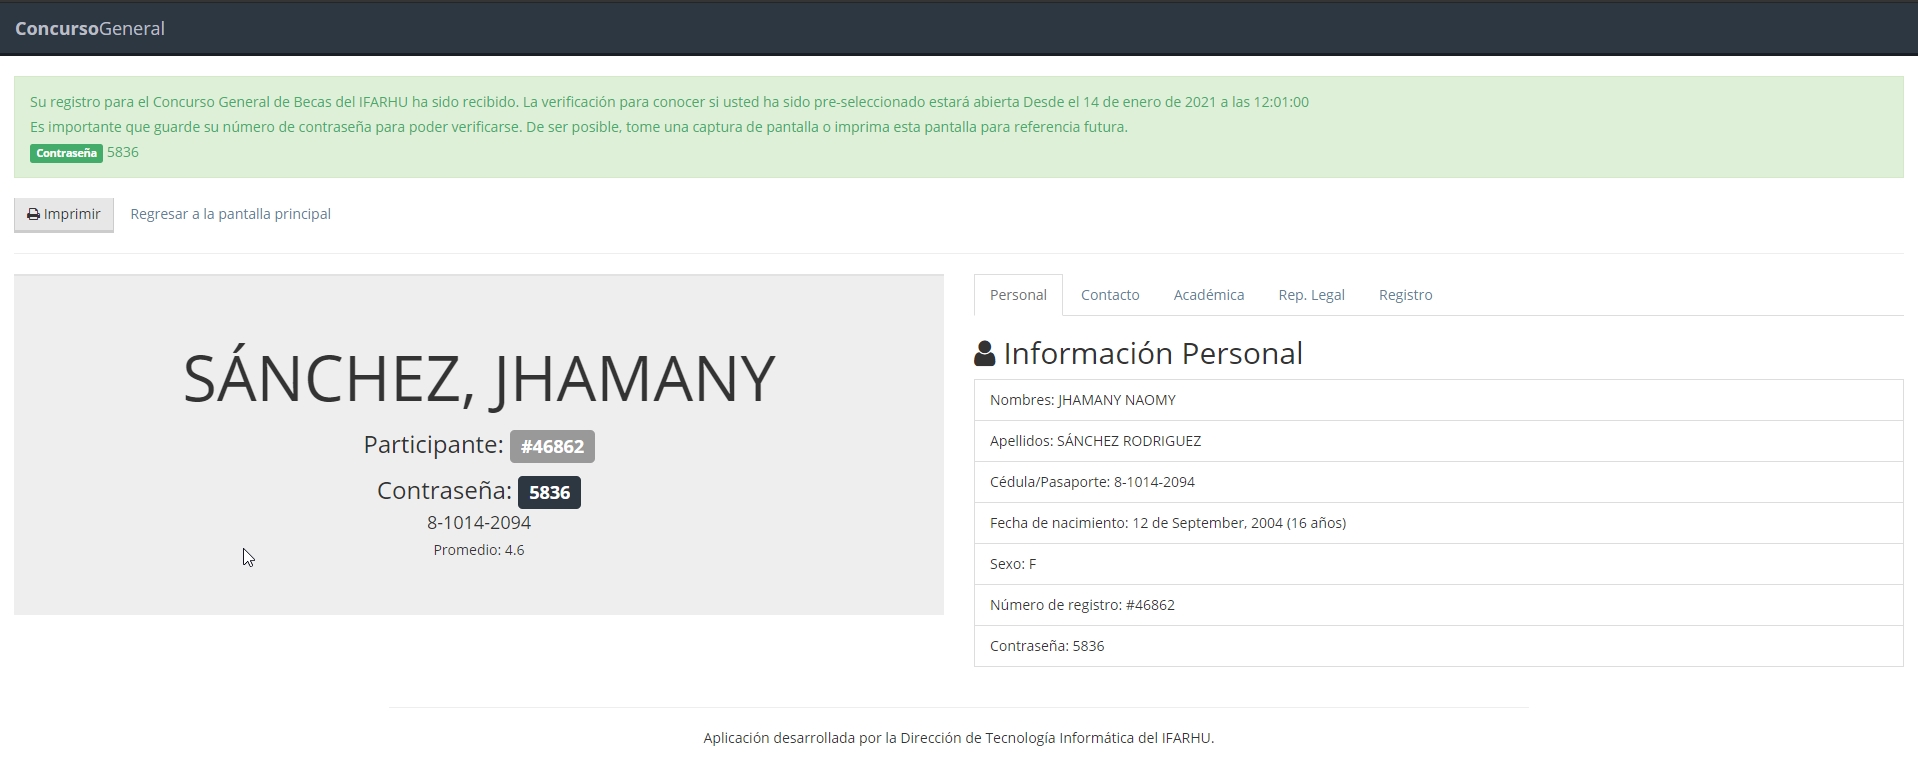 ConcursoGeneral
Su registro para el Concurso General de Becas del IFARHU ha sido recibido. La verificación para conocer si usted ha sido pre-seleccionado estará abierta Desde el 14 de enero de 2021 a las 12:01:00
Es importante que guarde su número de contraseña para poder verificarse. De ser posible, tome una captura de pantalla o imprima esta pantalla para referencia futura.
Contraseña 5836
Imprimir Regresar a la pantalla principal
SÁNCHEZ, JHAMANY
Participante: #46862
Contraseña: 5836
8-1014-2094
Promedio: 4.6
Personal Contacto Académica Rep. Legal Registro
Información Personal
Nombres: JHAMANY NAOMY
Apellidos: SÁNCHEZ RODRIGUEZ
Cédula/Pasaporte: 8-1014-2094
Fecha de nacimiento: 12 de September, 2004 (16 años)
Sexo: F
Número de registro: #46862
Contraseña: 5836
Aplicación desarrollada por la Dirección de Tecnología Informática del IFARHU.